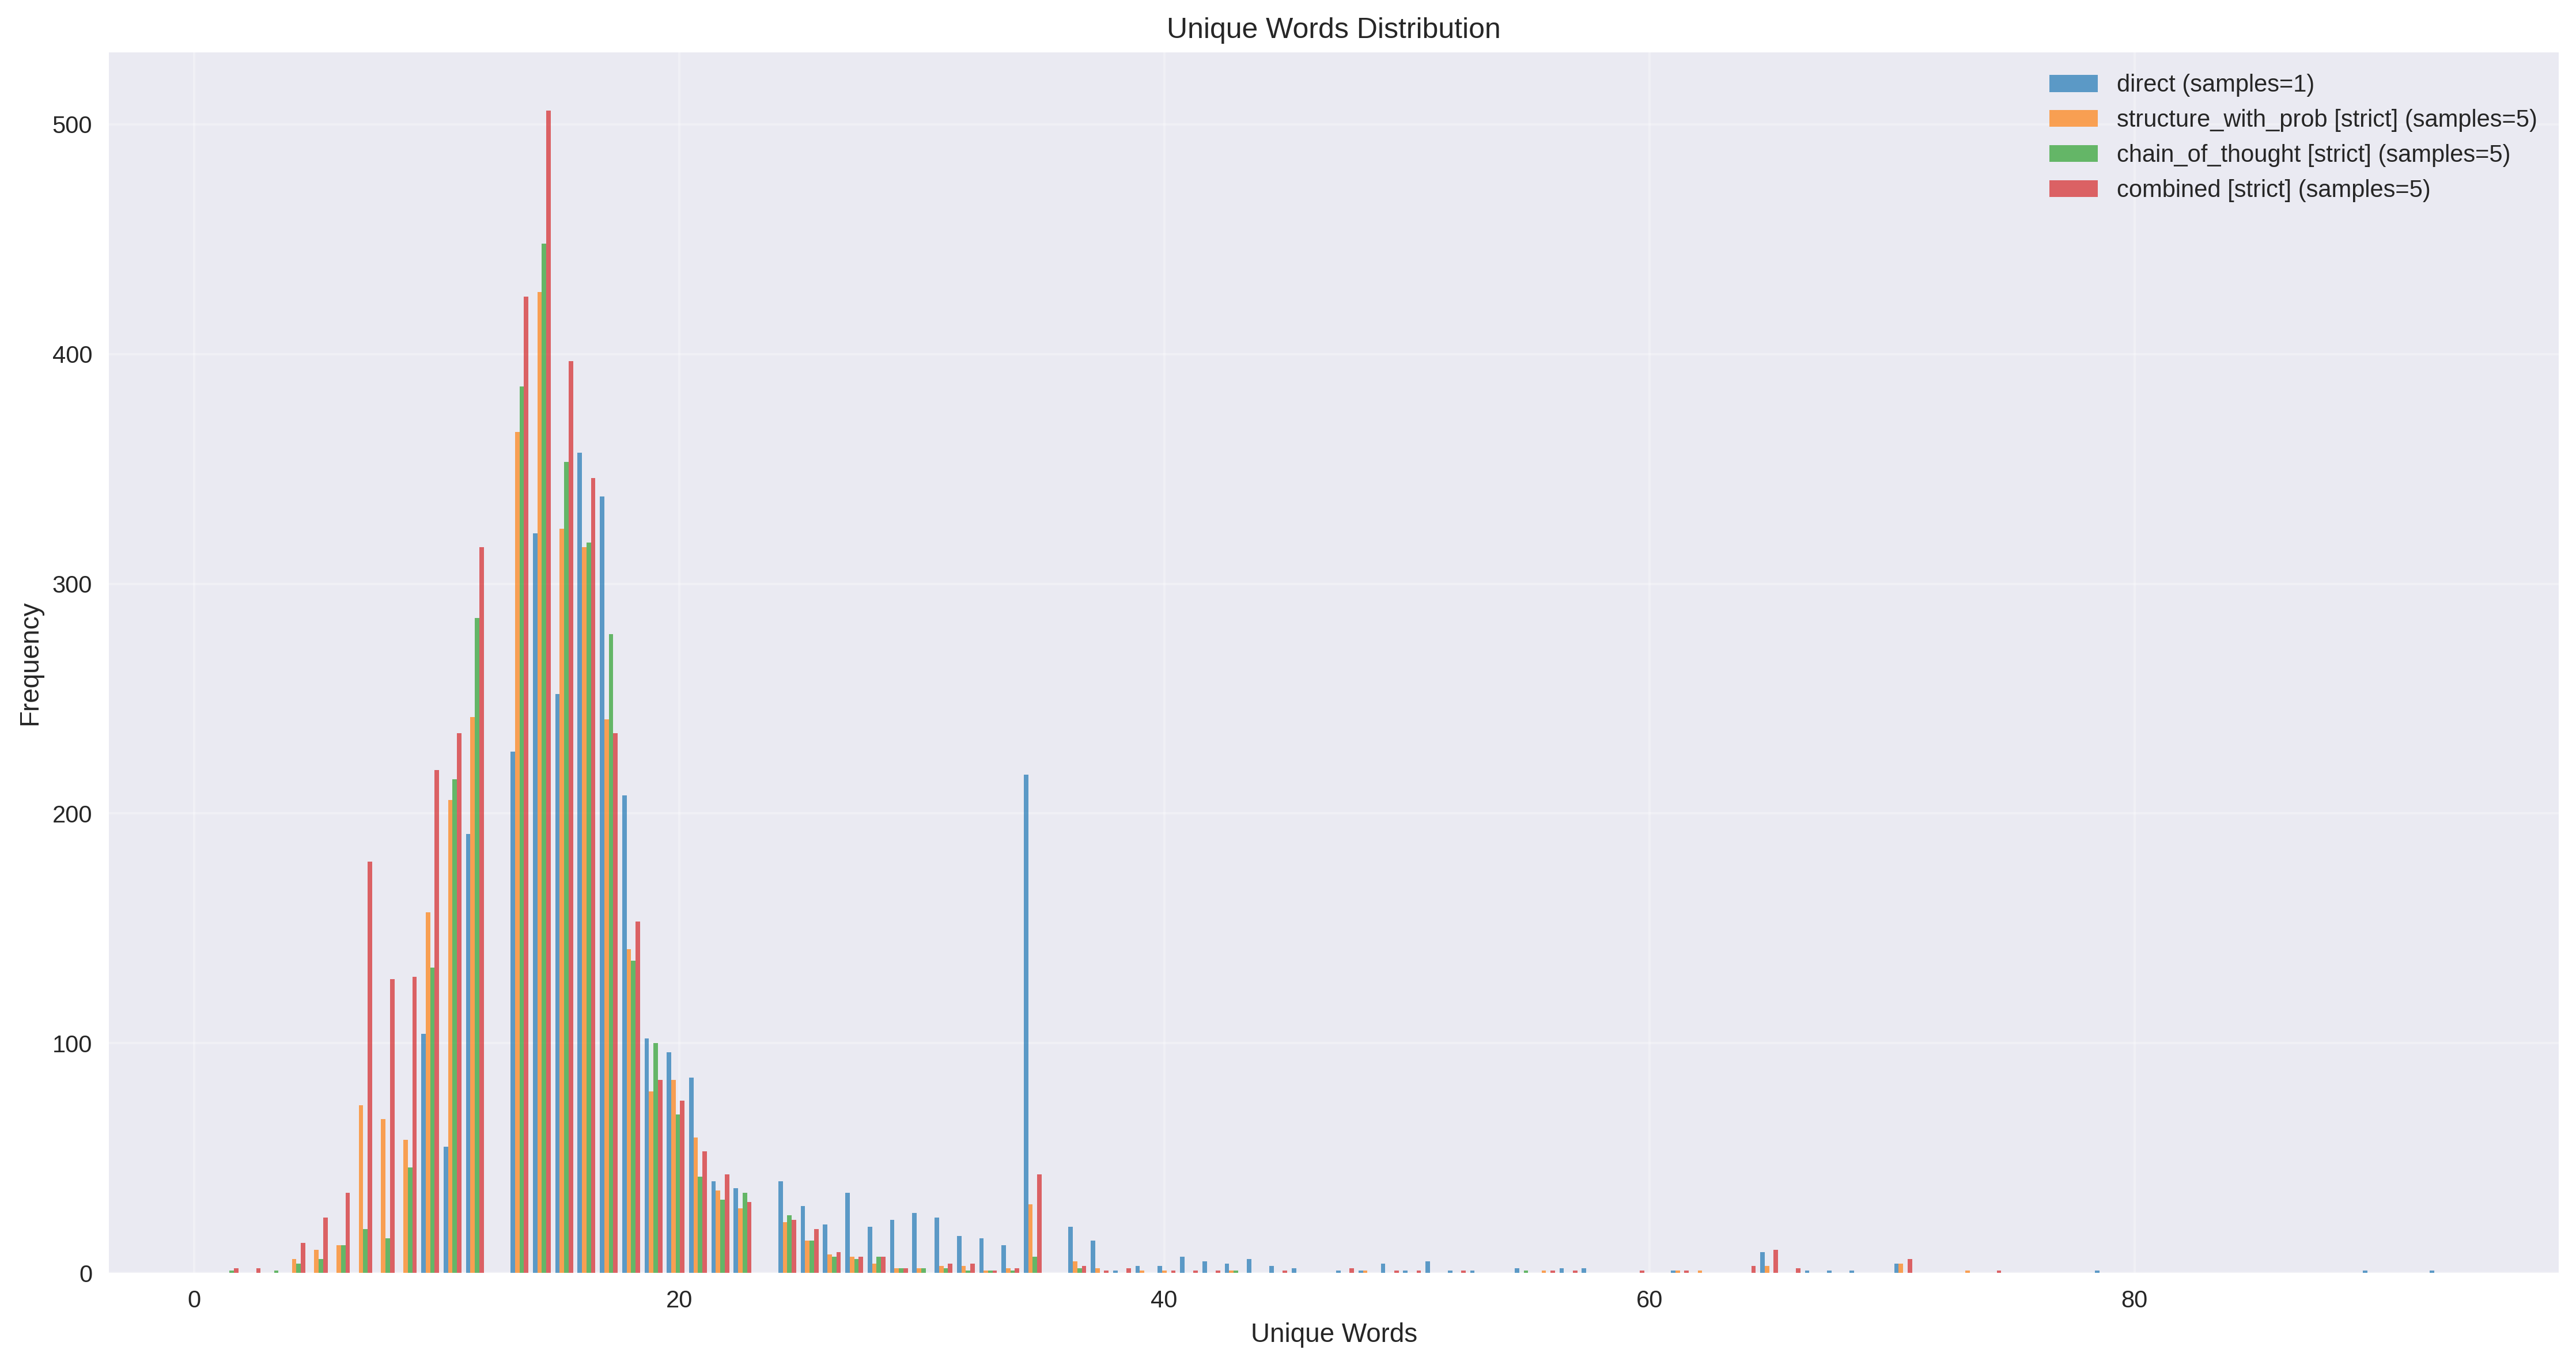 Unique Words Distribution
direct (samples=1)
structure_with_prob [strict] (samples=5)
chain_of_thought [strict] (samples=5)
combined [strict] (samples=5)
500
400
300
200
100
0
Frequency
0 20 40 60 80
Unique Words